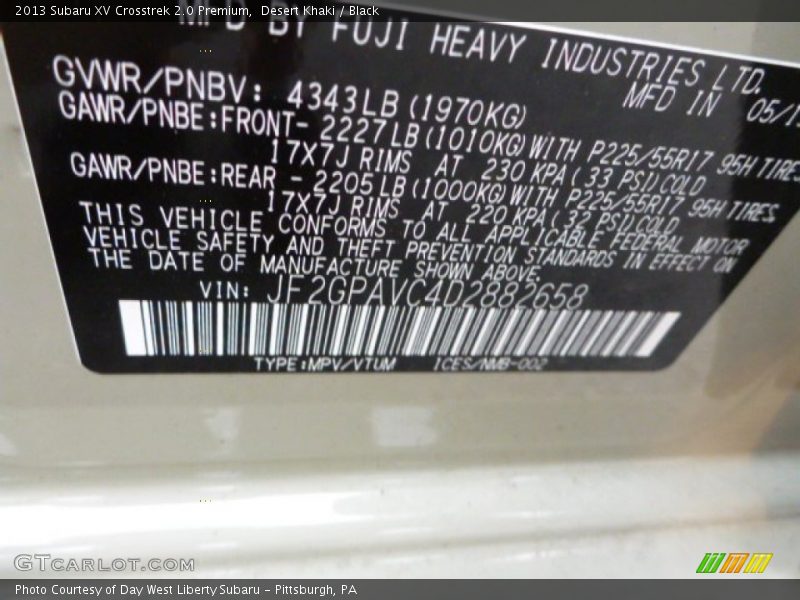 2013 Subaru XV Crosstrek 2.0 Premium,  Desert Khaki / Black
MFD BY FUJI HEAVY INDUSTRIES LTD.
MFD IN 05/1
GVWR/PNBV: 4343LB (1970KG)
GAWR/PNBE:FRONT- 2227LB (1010KG) WITH P225/55R17 95H TIRES
17X7J RIMS AT 230 KPA ( 33 PSI) COLD
GAWR/PNBE:REAR - 2205LB (1000KG) WITH P225/55R17 95H TIRES
17X7J RIMS AT 220 KPA ( 32 PSI) COLD
THIS VEHICLE CONFORMS TO ALL APPLICABLE FEDERAL MOTOR
VEHICLE SAFETY AND THEFT PREVENTION STANDARDS IN EFFECT ON
THE DATE OF MANUFACTURE SHOWN ABOVE.
VIN: JF2GPAVC4D2882658
TYPE:MPV/VTUM ICES/NMB-002
GTCARLOT.COM
Photo Courtesy of Day West Liberty Subaru - Pittsburgh, PA